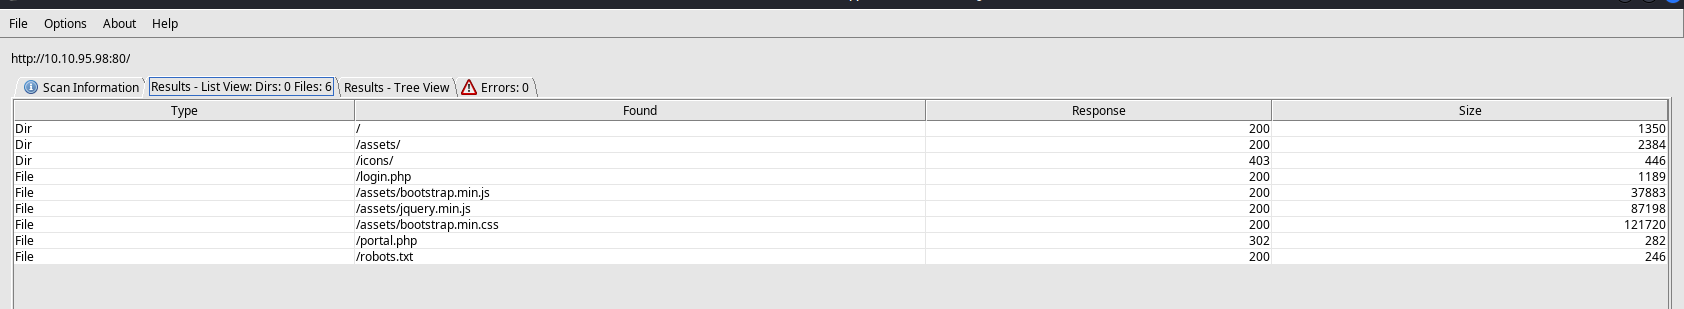 File Options About Help
http://10.10.95.98:80/
Scan Information Results - List View: Dirs: 0 Files: 6 Results - Tree View Errors: 0
Type Found Response Size
Dir / 200 1350
Dir /assets/ 200 2384
Dir /icons/ 403 446
File /login.php 200 1189
File /assets/bootstrap.min.js 200 37883
File /assets/jquery.min.js 200 87198
File /assets/bootstrap.min.css 200 121720
File /portal.php 302 282
File /robots.txt 200 246